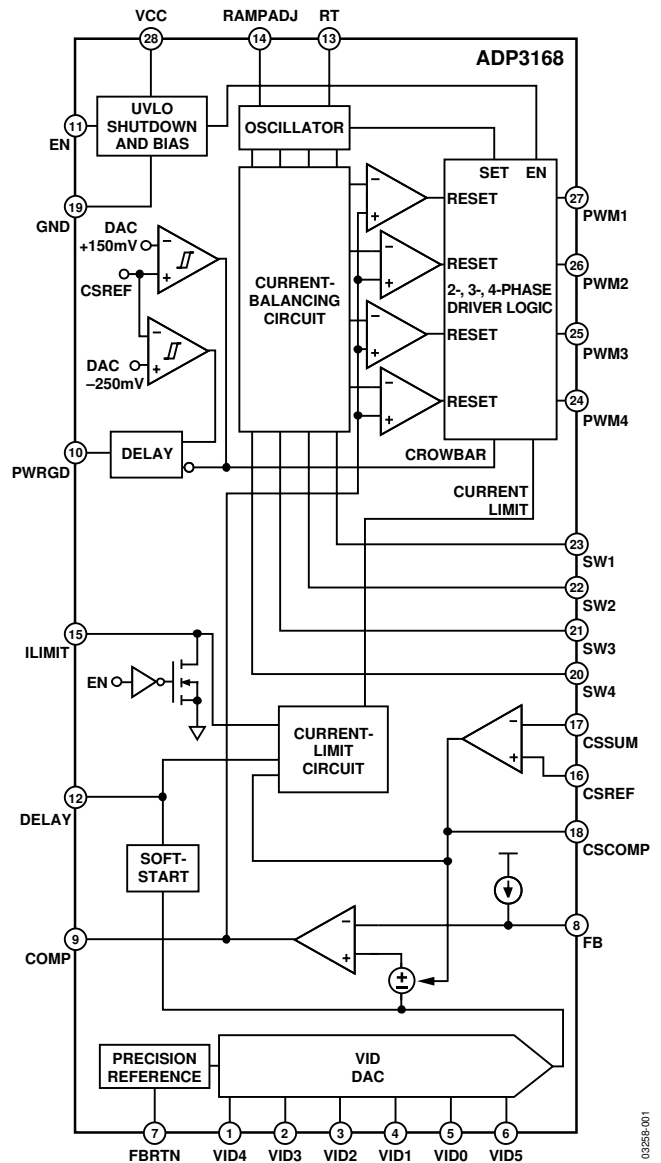 VCC
RAMPADJ
RT
28
14
13
ADP3168
UVLO
SHUTDOWN
AND BIAS
11
EN
OSCILLATOR
SET
EN
19
GND
DAC
+150mV
–
+
CSREF
CURRENT-
BALANCING
CIRCUIT
–
+
RESET
27
PWM1
–
+
RESET
26
PWM2
2-, 3-, 4-PHASE
DRIVER LOGIC
–
+
DAC
–250mV
–
+
RESET
25
PWM3
–
+
RESET
24
PWM4
10
PWRGD
DELAY
CROWBAR
CURRENT
LIMIT
23
SW1
22
SW2
15
ILIMIT
21
SW3
EN
20
SW4
CURRENT-
LIMIT
CIRCUIT
–
+
17
CSSUM
16
CSREF
12
DELAY
18
CSCOMP
SOFT-
START
9
COMP
–
+
8
FB
+
–
PRECISION
REFERENCE
VID
DAC
7
1
2
3
4
5
6
FBRTN
VID4
VID3
VID2
VID1
VID0
VID5
03258-001